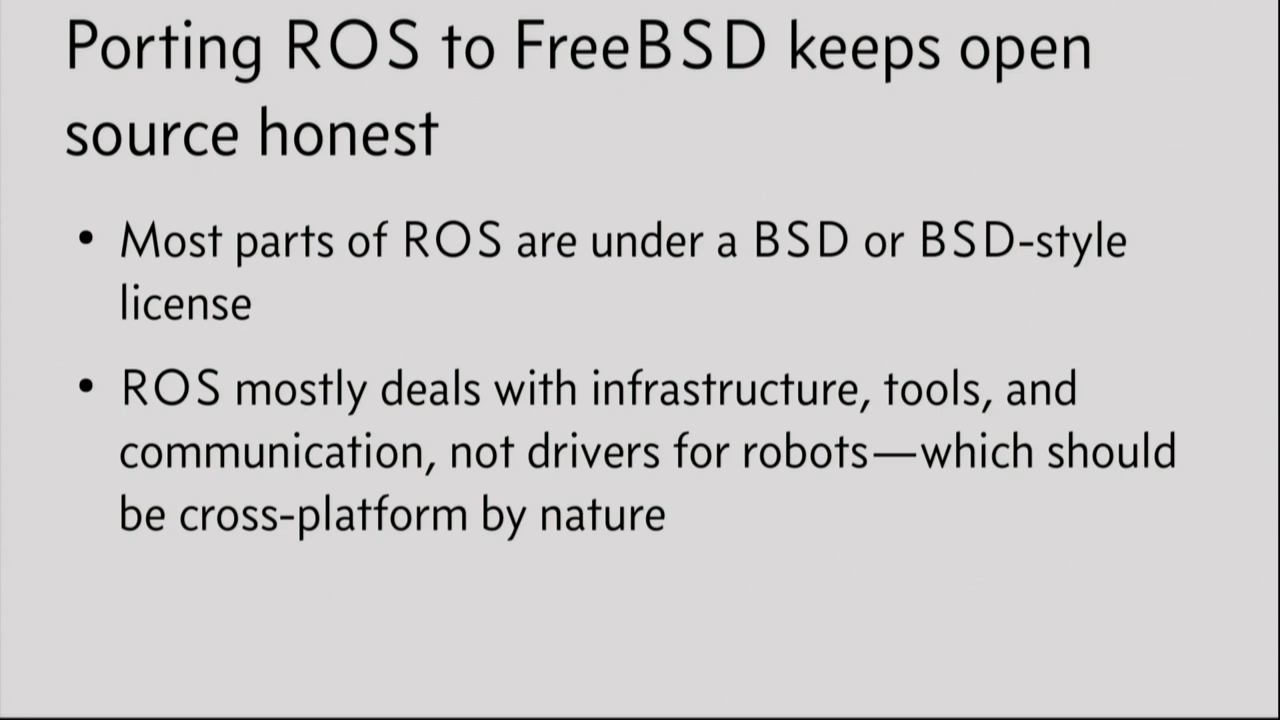 Porting ROS to FreeBSD keeps open
source honest
• Most parts of ROS are under a BSD or BSD-style
license
• ROS mostly deals with infrastructure, tools, and
communication, not drivers for robots—which should
be cross-platform by nature